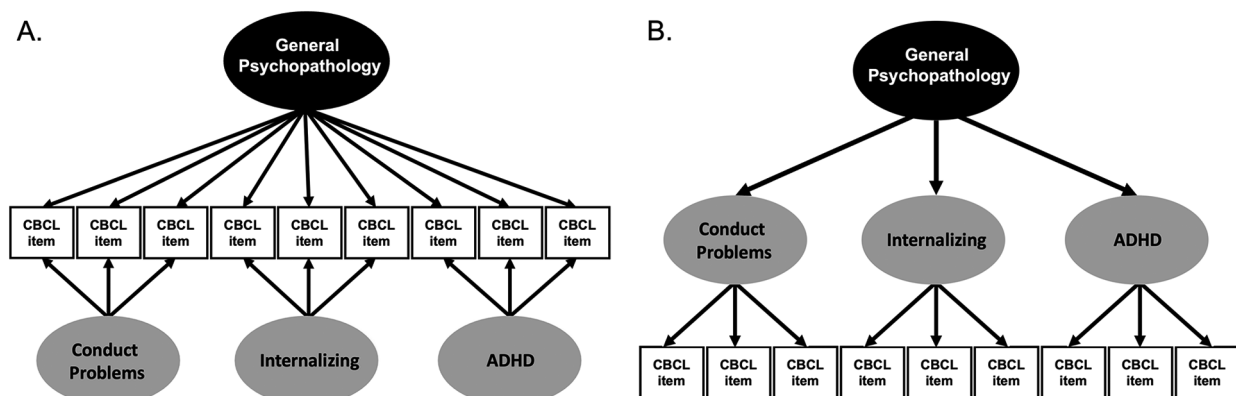 A.
General
Psychopathology
CBCL
item
CBCL
item
CBCL
item
CBCL
item
CBCL
item
CBCL
item
CBCL
item
CBCL
item
CBCL
item
Conduct
Problems
Internalizing
ADHD
B.
General
Psychopathology
Conduct
Problems
Internalizing
ADHD
CBCL
item
CBCL
item
CBCL
item
CBCL
item
CBCL
item
CBCL
item
CBCL
item
CBCL
item
CBCL
item